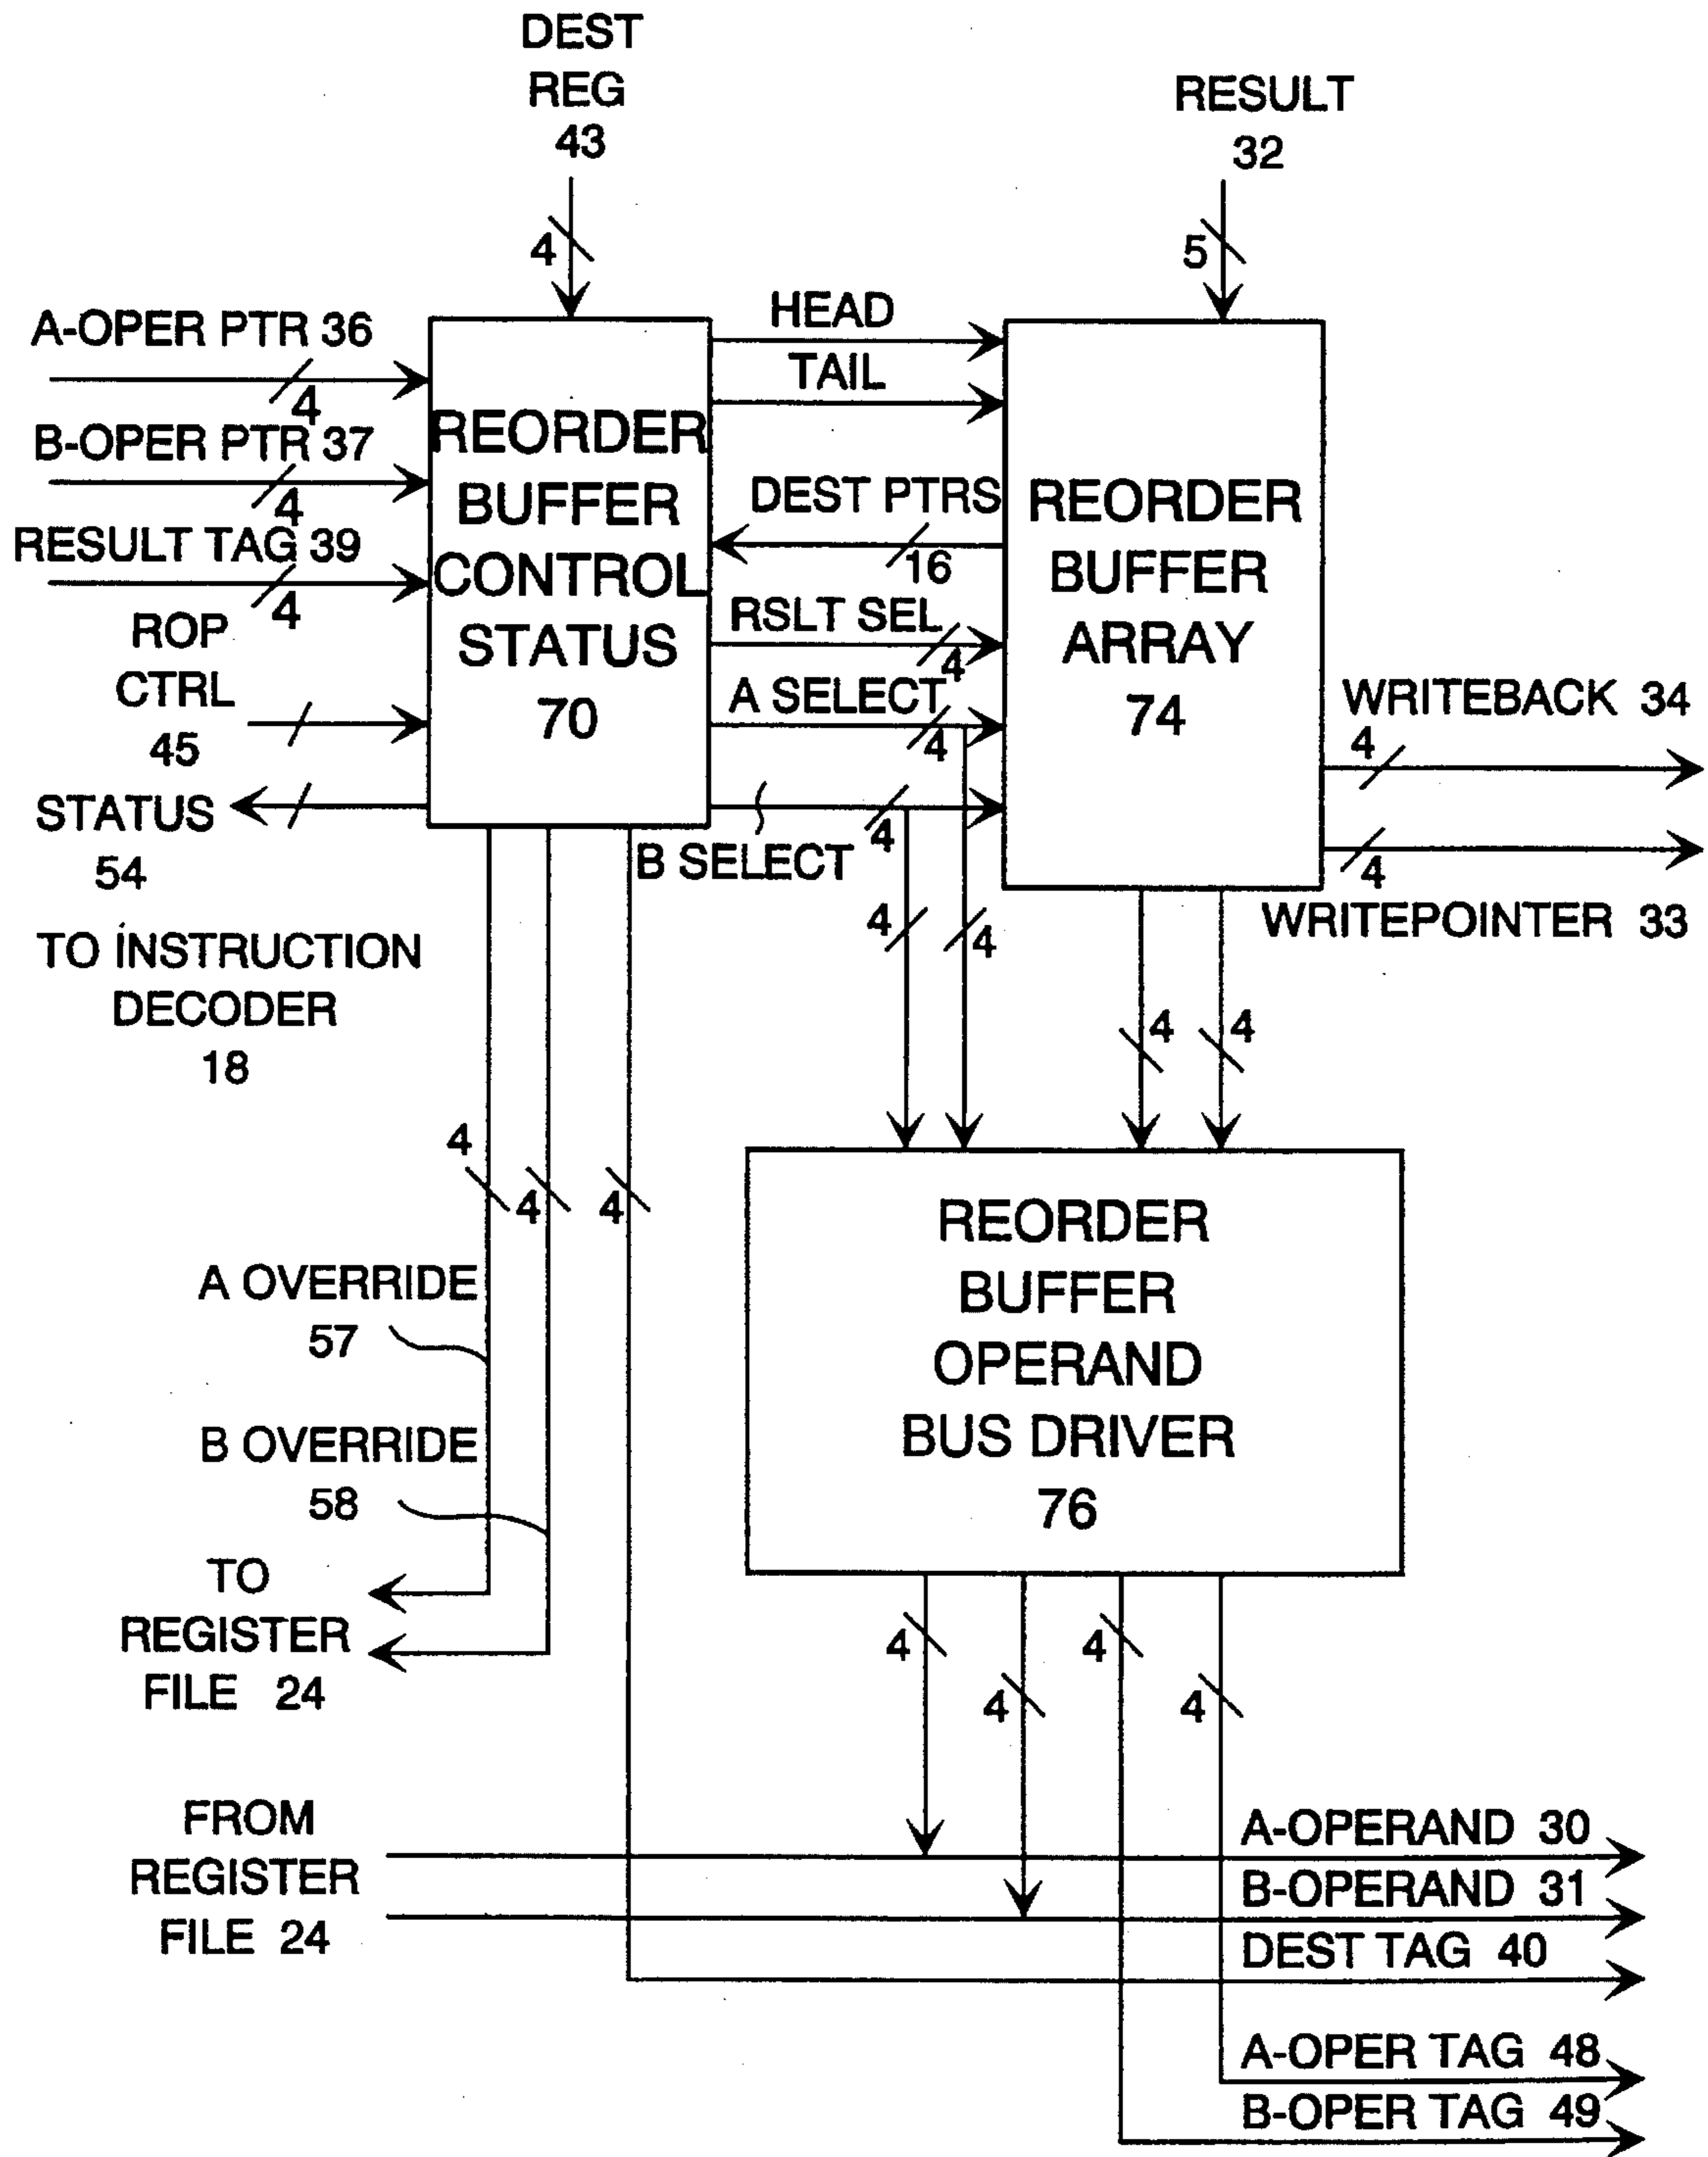 DEST
REG
43
RESULT
32
4
5
A-OPER PTR 36
4
B-OPER PTR 37
4
RESULT TAG 39
4
ROP
CTRL
45
STATUS
54
TO INSTRUCTION
DECODER
18
REORDER
BUFFER
CONTROL
STATUS
70
HEAD
TAIL
DEST PTRS
16
RSLT SEL
4
A SELECT
4
4
B SELECT
REORDER
BUFFER
ARRAY
74
WRITEBACK 34
4
4
WRITEPOINTER 33
4
4
4
4
4
4
4
A OVERRIDE
57
B OVERRIDE
58
TO
REGISTER
FILE 24
REORDER
BUFFER
OPERAND
BUS DRIVER
76
4
4
4
4
FROM
REGISTER
FILE 24
A-OPERAND 30
B-OPERAND 31
DEST TAG 40
A-OPER TAG 48
B-OPER TAG 49